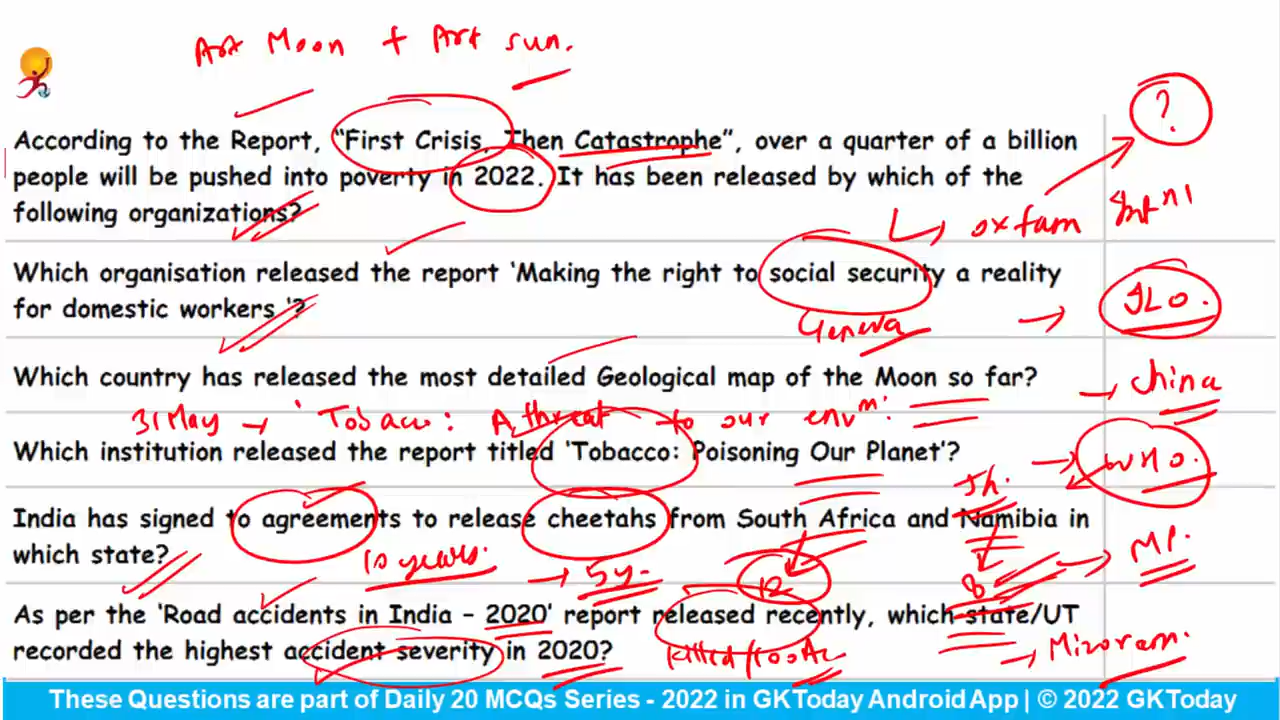 Art Moon + Art sun.
?
According to the Report, “First Crisis, Then Catastrophe”, over a quarter of a billion
people will be pushed into poverty in 2022. It has been released by which of the
following organizations?
oxfam Int'nl
Which organisation released the report ‘Making the right to social security a reality
for domestic workers ’?
Geneva
ILO.
Which country has released the most detailed Geological map of the Moon so far?
China
31 May → 'Tobacco: A threat to our envm:
Which institution released the report titled ‘Tobacco: Poisoning Our Planet’?
WHO.
Jh.
India has signed to agreements to release cheetahs from South Africa and Namibia in
which state?
10 years.
→ 5y.
12
8
→ MP.
As per the ‘Road accidents in India – 2020’ report released recently, which state/UT
recorded the highest accident severity in 2020?
killed/100 Ac
→ Mizoram.
These Questions are part of Daily 20 MCQs Series - 2022 in GKToday Android App | © 2022 GKToday